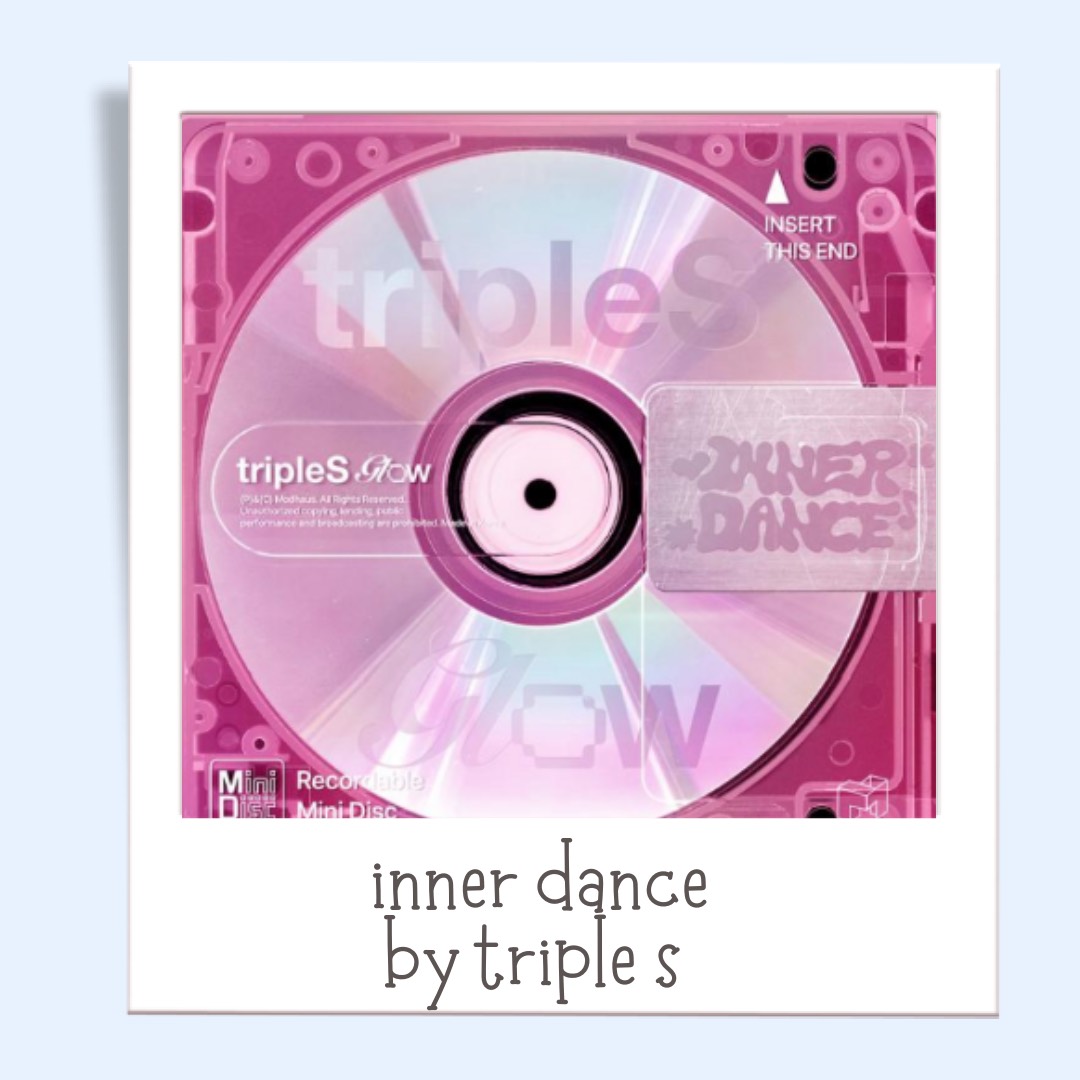 tripleS
INSERT
THIS END
tripleS Glow
(P)&(C) Modhaus. All Rights Reserved.
Unauthorized copying, lending, public
performance and broadcasting are prohibited. Made in Korea
INNER
DANCE
Glow
Mini
Disc
Recordable
Mini Disc
inner dance
by triple s